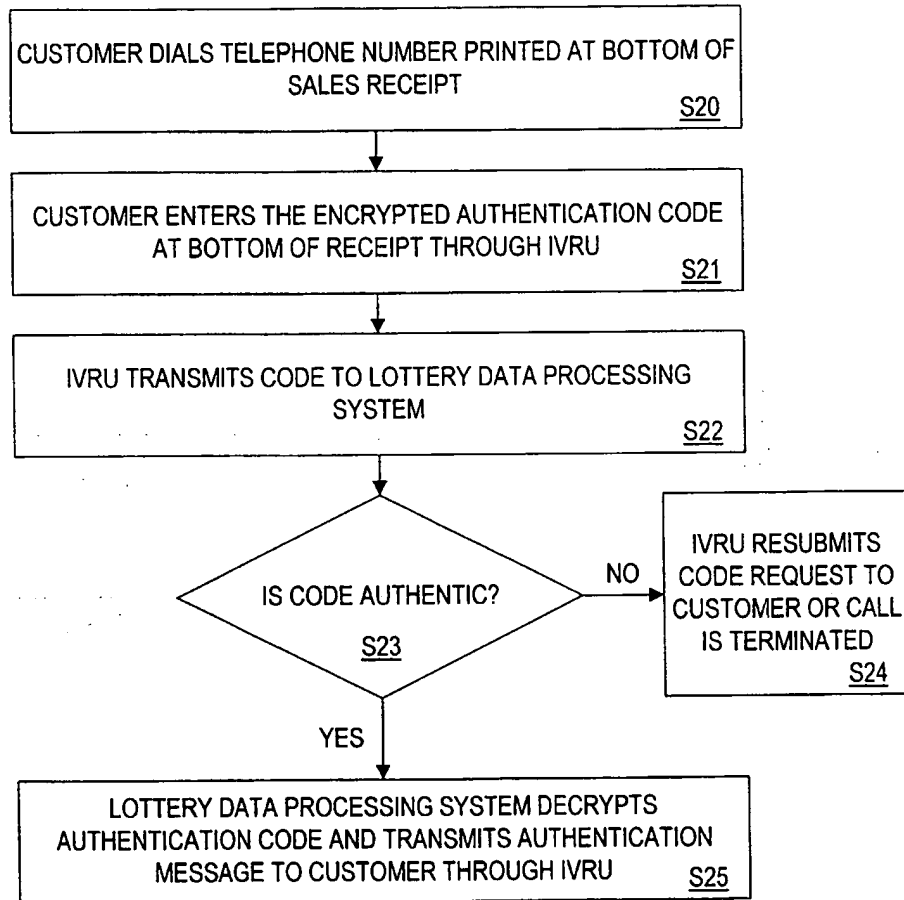 CUSTOMER DIALS TELEPHONE NUMBER PRINTED AT BOTTOM OF
SALES RECEIPT
S20
CUSTOMER ENTERS THE ENCRYPTED AUTHENTICATION CODE
AT BOTTOM OF RECEIPT THROUGH IVRU
S21
IVRU TRANSMITS CODE TO LOTTERY DATA PROCESSING
SYSTEM
S22
IS CODE AUTHENTIC?
S23
NO
IVRU RESUBMITS
CODE REQUEST TO
CUSTOMER OR CALL
IS TERMINATED
S24
YES
LOTTERY DATA PROCESSING SYSTEM DECRYPTS
AUTHENTICATION CODE AND TRANSMITS AUTHENTICATION
MESSAGE TO CUSTOMER THROUGH IVRU
S25